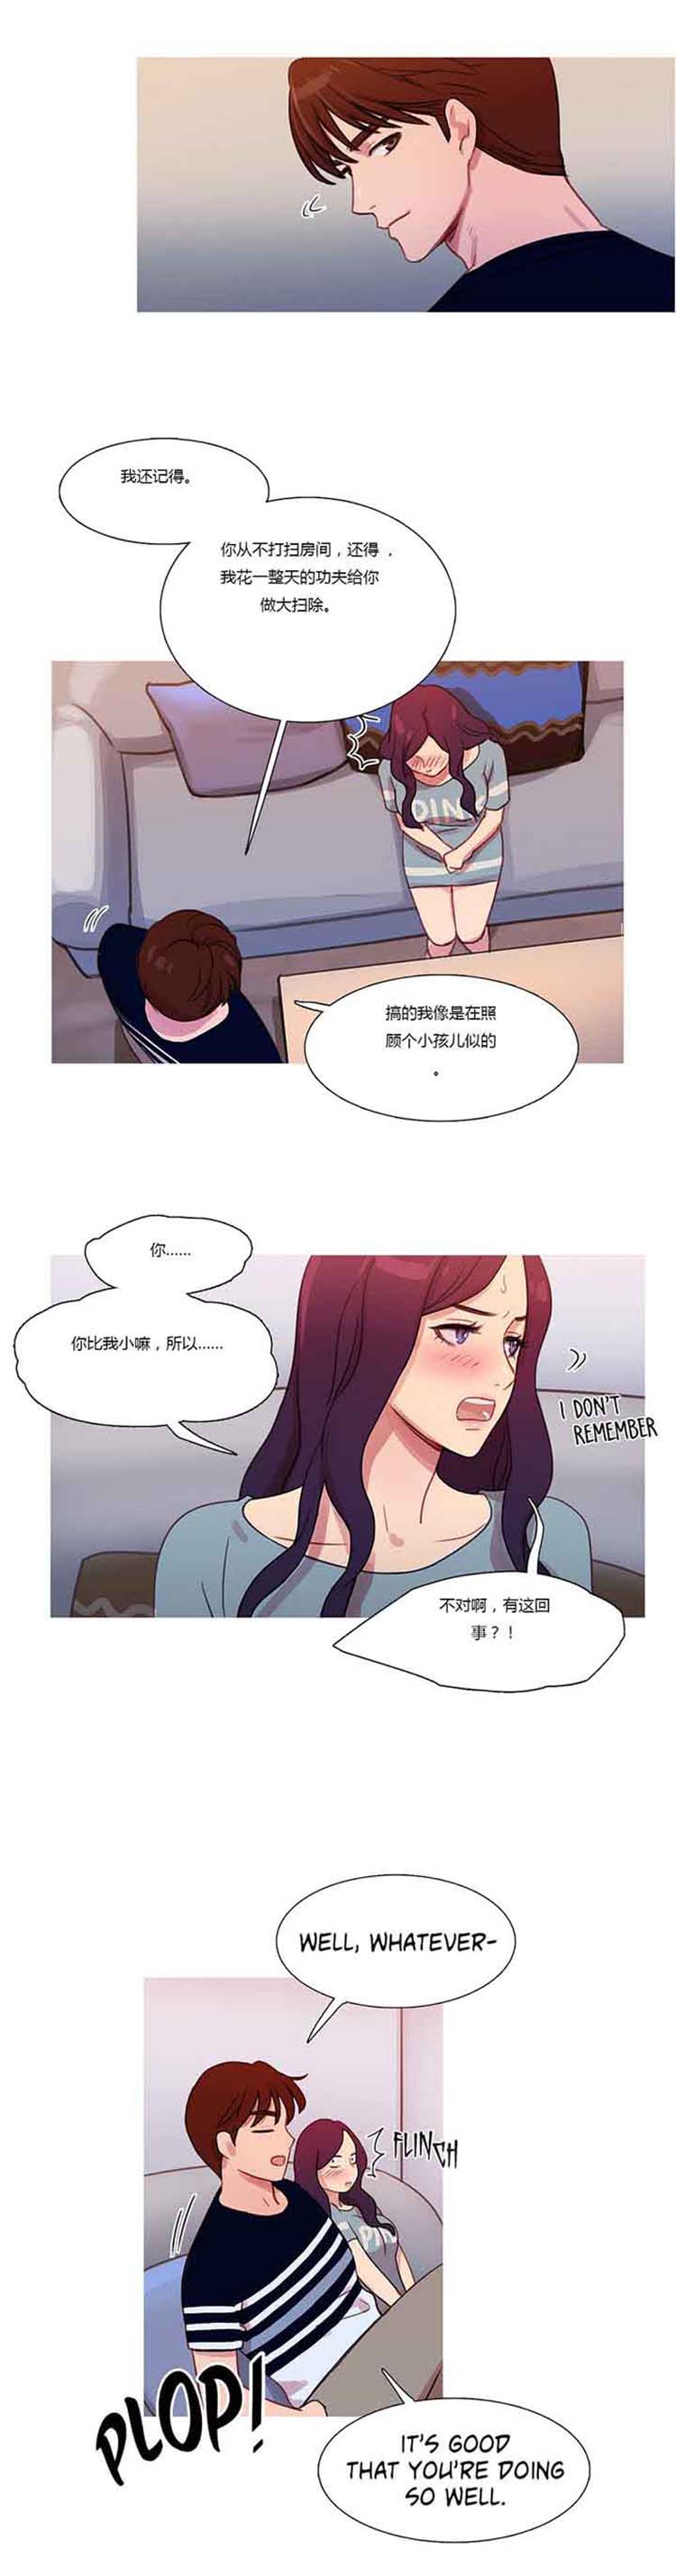 我还记得。
你从不打扫房间，还得，
我花一整天的功夫给你
做大扫除。
DIN
搞的我像是在照
顾个小孩儿似的
。
你……
你比我小嘛，所以……
I DON'T
REMEMBER
不对啊，有这回
事？！
WELL, WHATEVER-
FLINCH
PIN
PLOP!
IT'S GOOD
THAT YOU'RE DOING
SO WELL.